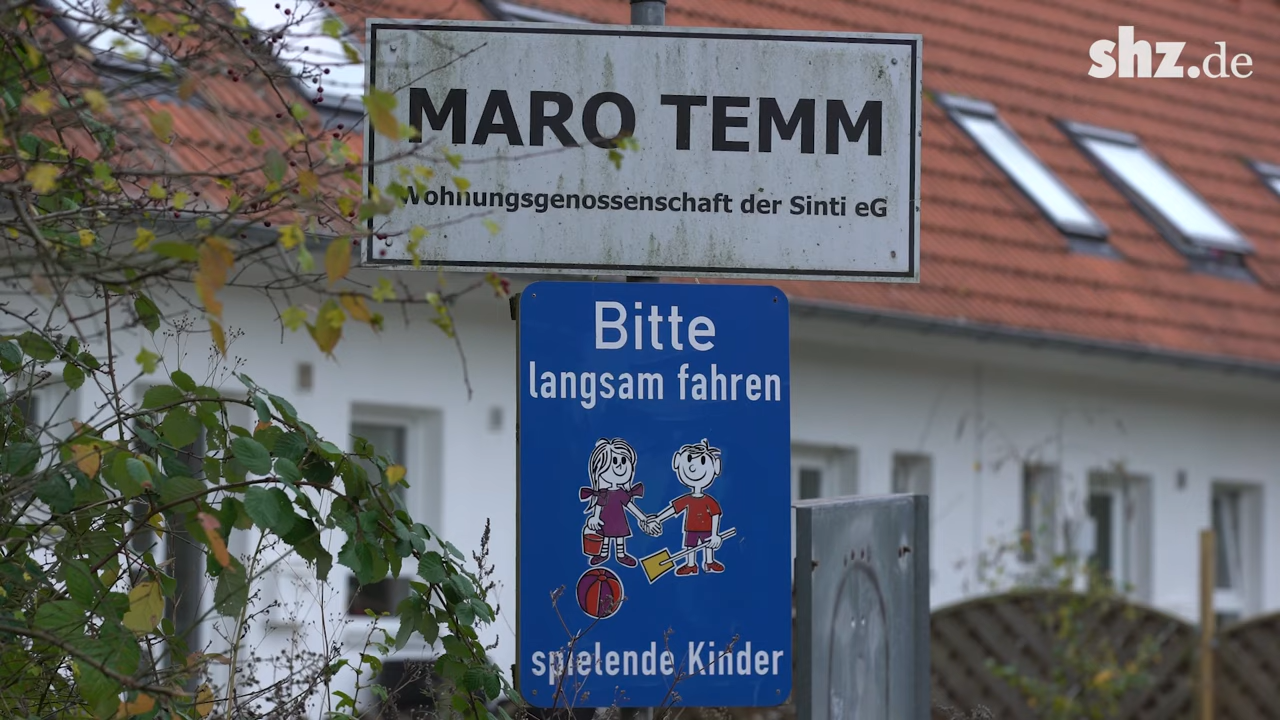 shz.de
MARO TEMM
Wohnungsgenossenschaft der Sinti eG
Bitte
langsam fahren
spielende Kinder